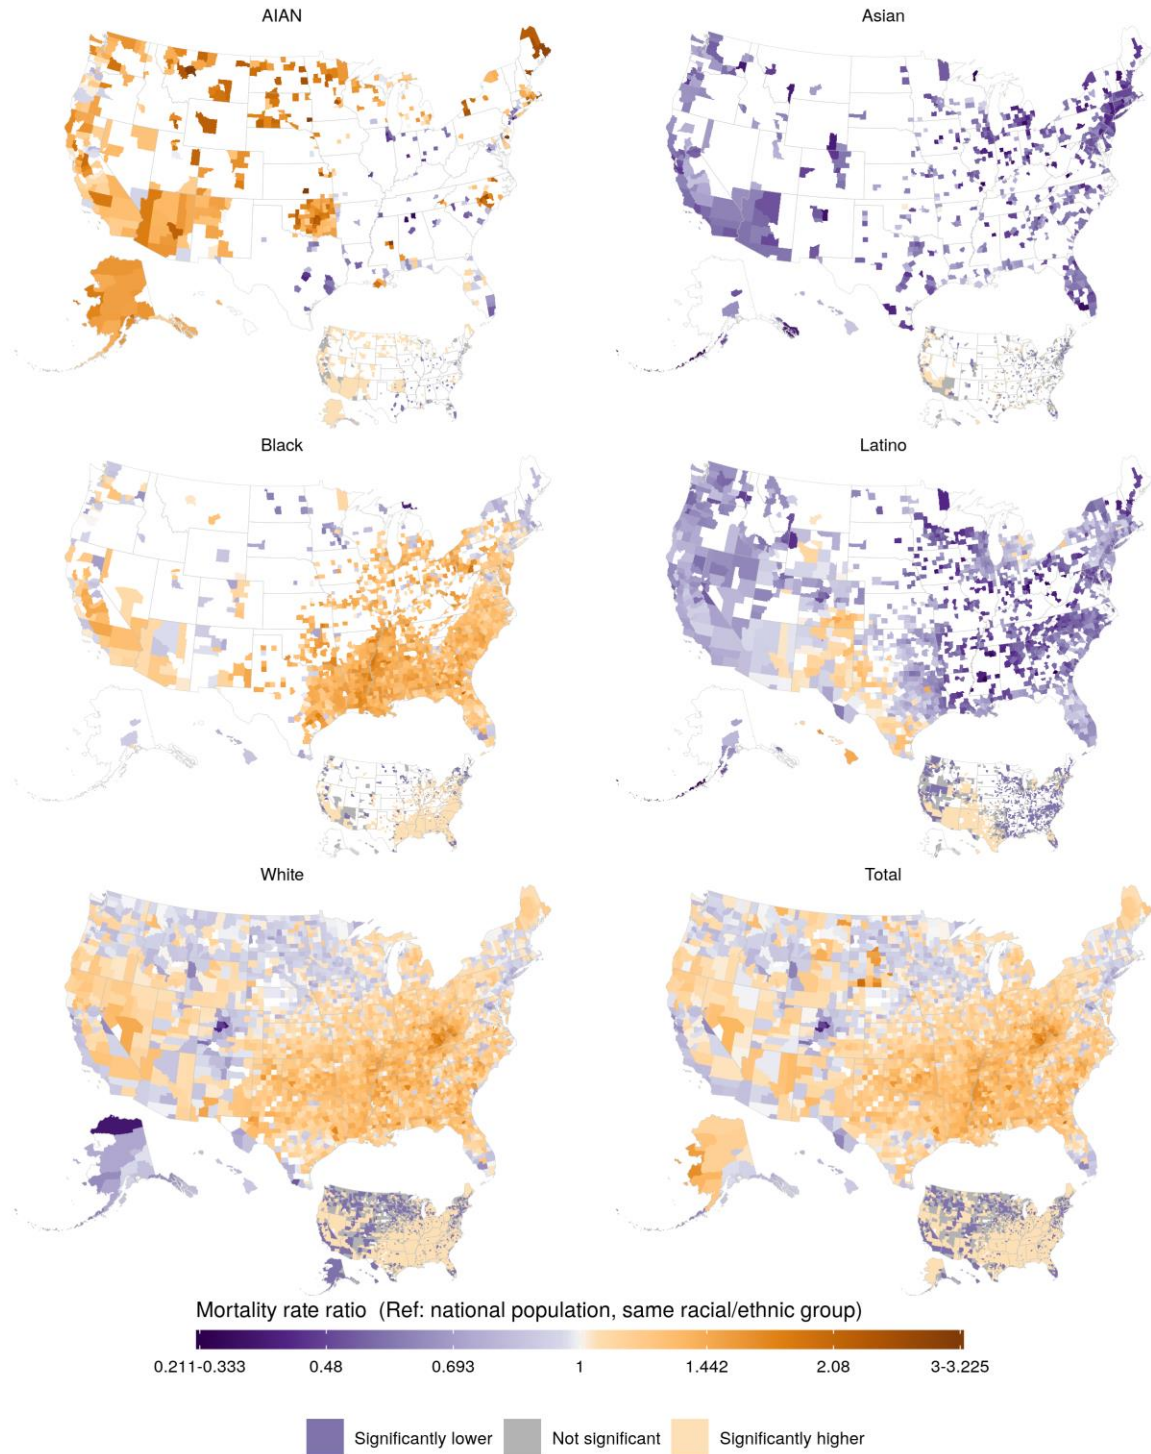 AIAN
Asian
Black
Latino
White
Total
Mortality rate ratio (Ref: national population, same racial/ethnic group)
0.211-0.333 0.48 0.693 1 1.442 2.08 3-3.225
Significantly lower Not significant Significantly higher